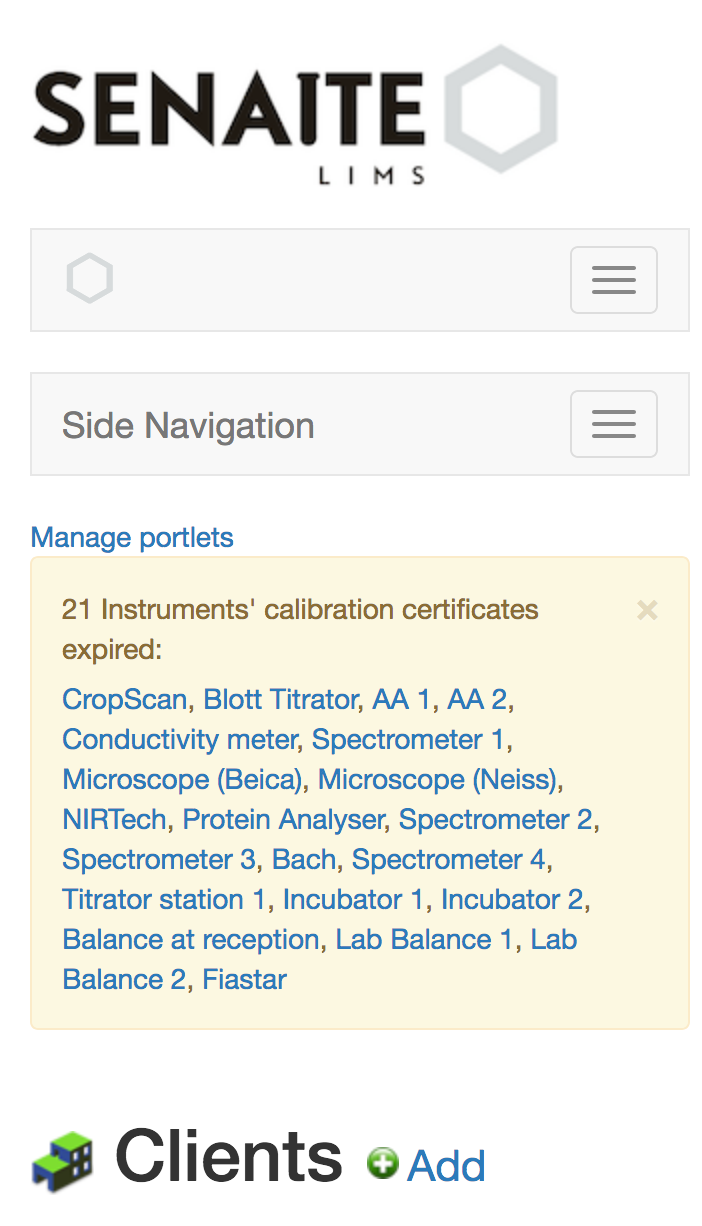 SENAITE
LIMS
Side Navigation
Manage portlets
21 Instruments' calibration certificates
expired:
CropScan, Blott Titrator, AA 1, AA 2,
Conductivity meter, Spectrometer 1,
Microscope (Beica), Microscope (Neiss),
NIRTech, Protein Analyser, Spectrometer 2,
Spectrometer 3, Bach, Spectrometer 4,
Titrator station 1, Incubator 1, Incubator 2,
Balance at reception, Lab Balance 1, Lab
Balance 2, Fiastar
Clients Add